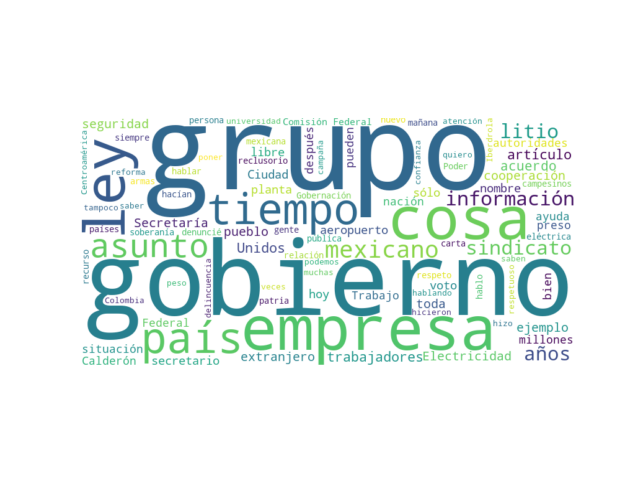 seguridad
persona
universidad
Comisión Federal
nuevo
mañana
atención
grupo
litio
siempre
mexicana
libre
después
pueden
confianza
iberdrola
autoridades
Centroamérica
ley
reforma
hablar
poner
reclusorio
campaña
quiero
artículo
acuerdo
armas
Ciudad
Gobernación
Poder
cooperación
tampoco
saber
hacían
planta
sólo
nombre
campesinos
tiempo
nación
cosa
información
países
Secretaría
soberanía
denunció
pueblo
gente
aeropuerto
publica
carta
ayuda
preso
eléctrica
asunto
Unidos
relación
podemos
muchas
mexicano
sindicato
saben
gobierno
recurso
delincuencia
veces
hoy
respeto
hablando
hicieron
hablo
respetuoso
bien
Colombia
peso
patria
Trabajo
voto
toda
Federal
país
empresa
hizo
ejemplo
millones
situación
Calderón
secretario
extranjero
trabajadores
Electricidad
años